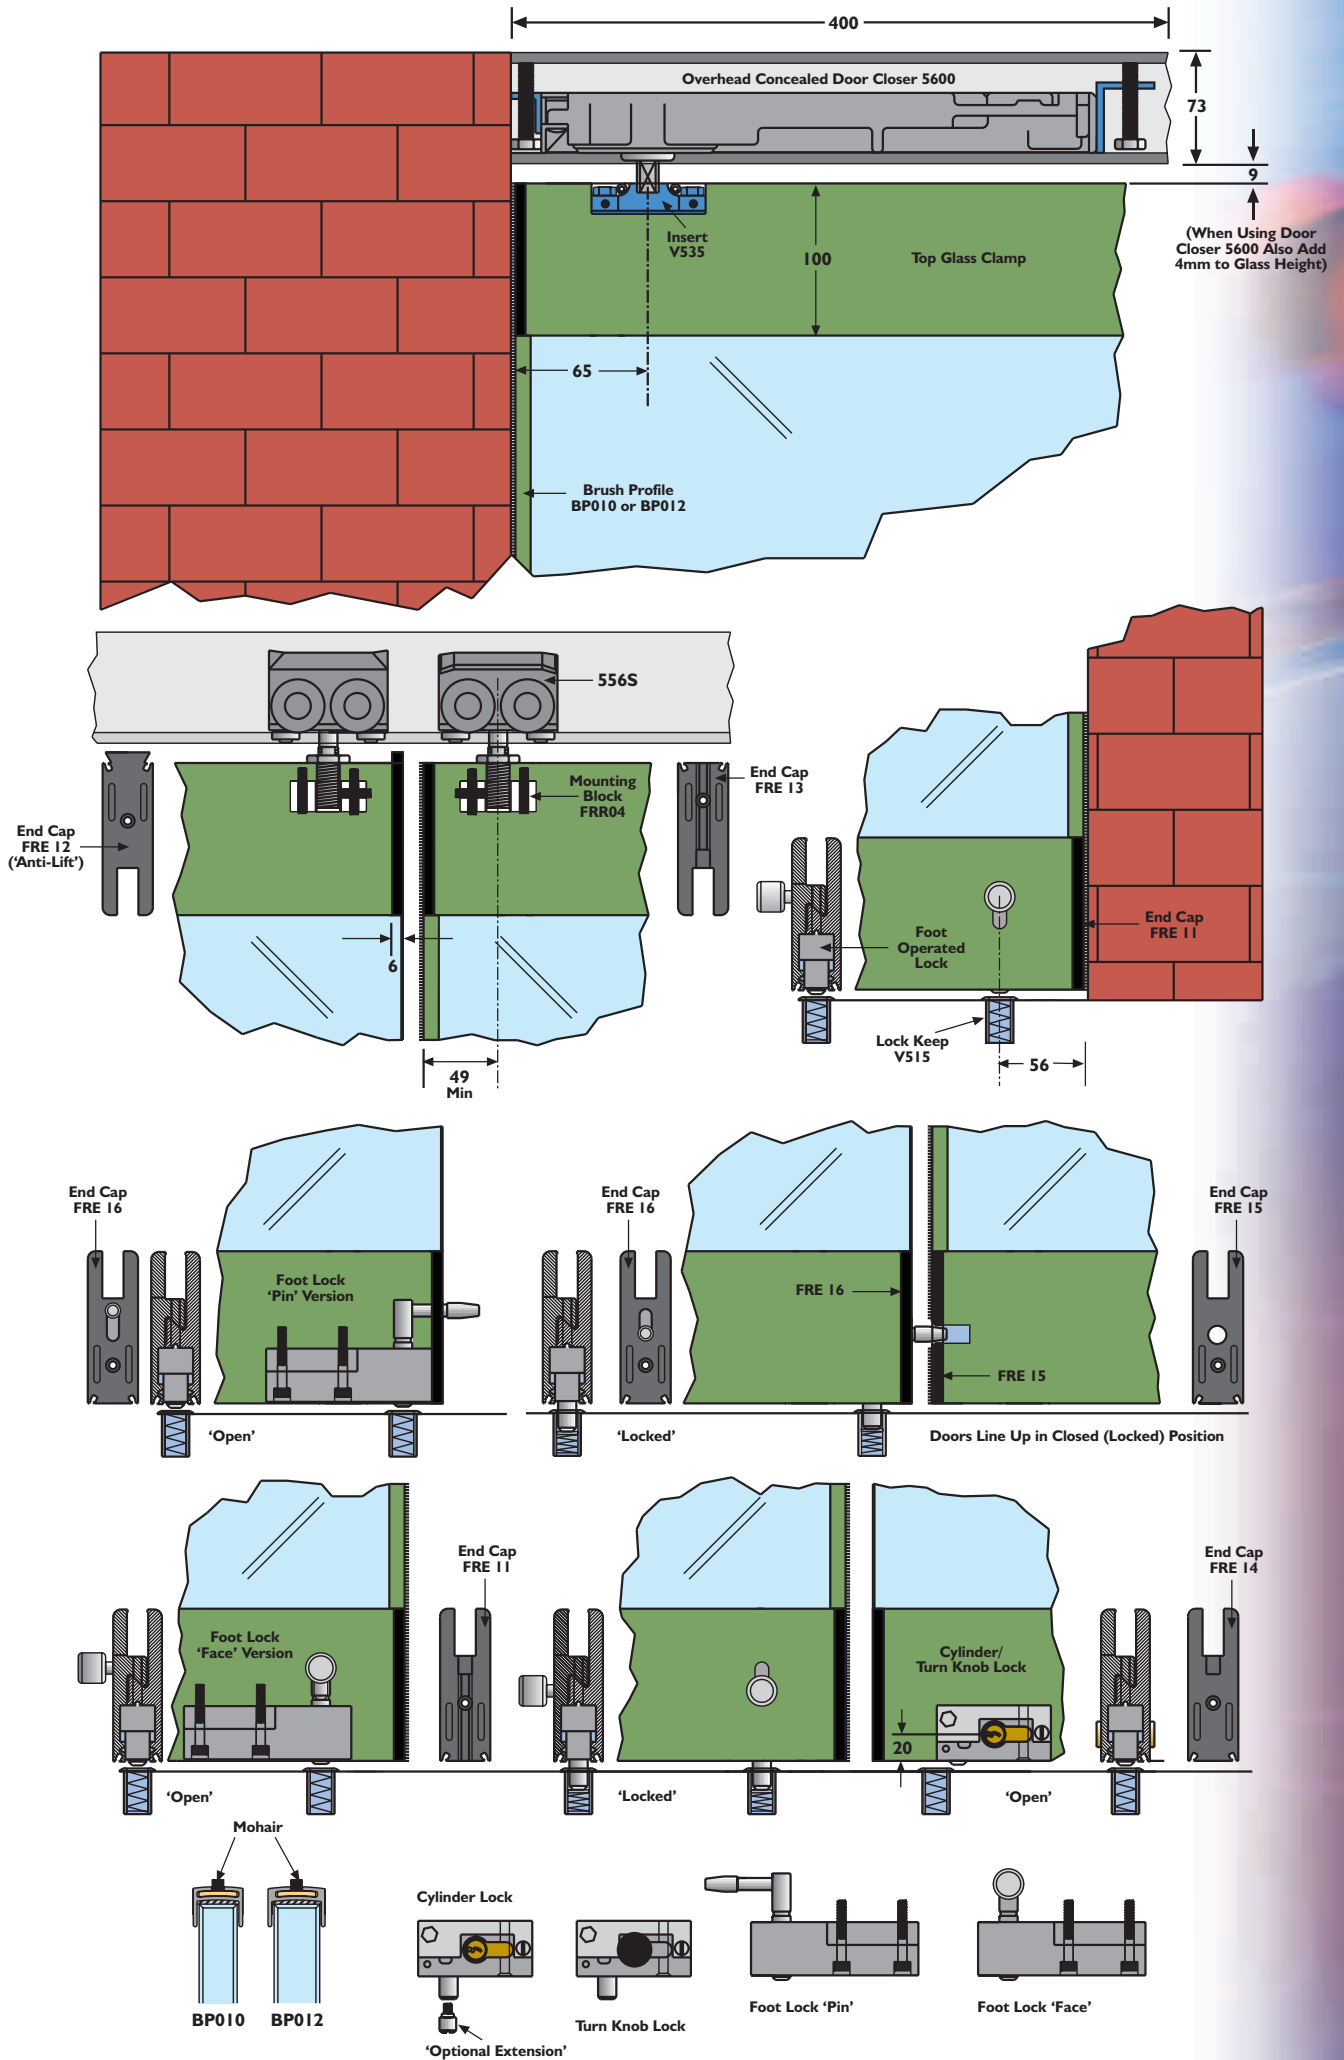 400
Overhead Concealed Door Closer 5600
73
9
(When Using Door
Closer 5600 Also Add
4mm to Glass Height)
Insert
V535
100
Top Glass Clamp
65
Brush Profile
BP010 or BP012
556S
Mounting
Block
FRR04
End Cap
FRE 13
End Cap
FRE 12
(‘Anti-Lift’)
6
49
Min
Foot
Operated
Lock
End Cap
FRE 11
Lock Keep
V515
56
End Cap
FRE 16
Foot Lock
‘Pin’ Version
‘Open’
End Cap
FRE 16
FRE 16
FRE 15
End Cap
FRE 15
‘Locked’
Doors Line Up in Closed (Locked) Position
Foot Lock
‘Face’ Version
End Cap
FRE 11
‘Open’
‘Locked’
Cylinder/
Turn Knob Lock
20
End Cap
FRE 14
‘Open’
Mohair
BP010
BP012
Cylinder Lock
‘Optional Extension’
Turn Knob Lock
Foot Lock ‘Pin’
Foot Lock ‘Face’